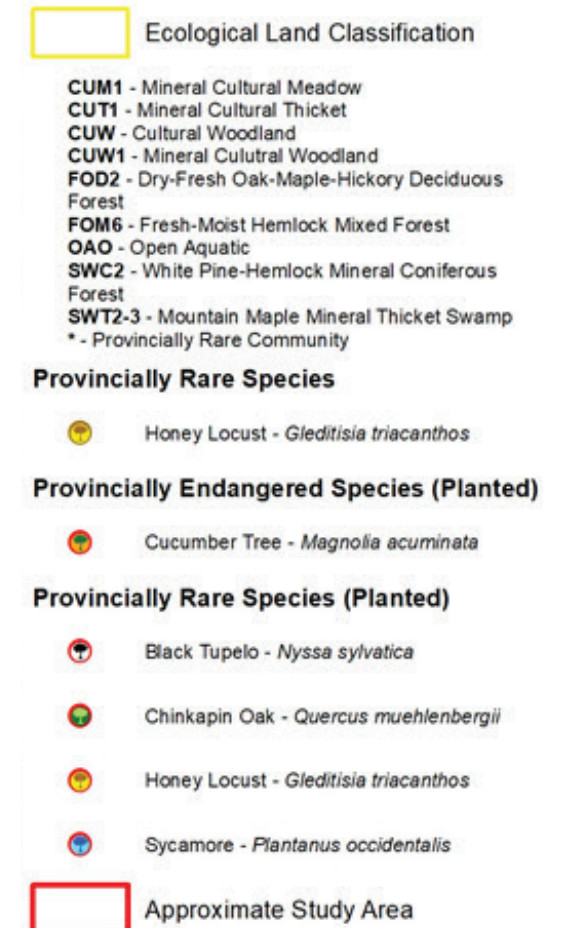 Ecological Land Classification
CUM1 - Mineral Cultural Meadow
CUT1 - Mineral Cultural Thicket
CUW - Cultural Woodland
CUW1 - Mineral Culutral Woodland
FOD2 - Dry-Fresh Oak-Maple-Hickory Deciduous
Forest
FOM6 - Fresh-Moist Hemlock Mixed Forest
OAO - Open Aquatic
SWC2 - White Pine-Hemlock Mineral Coniferous
Forest
SWT2-3 - Mountain Maple Mineral Thicket Swamp
* - Provincially Rare Community
Provincially Rare Species
Honey Locust - Gleditisia triacanthos
Provincially Endangered Species (Planted)
Cucumber Tree - Magnolia acuminata
Provincially Rare Species (Planted)
Black Tupelo - Nyssa sylvatica
Chinkapin Oak - Quercus muehlenbergii
Honey Locust - Gleditisia triacanthos
Sycamore - Plantanus occidentalis
Approximate Study Area